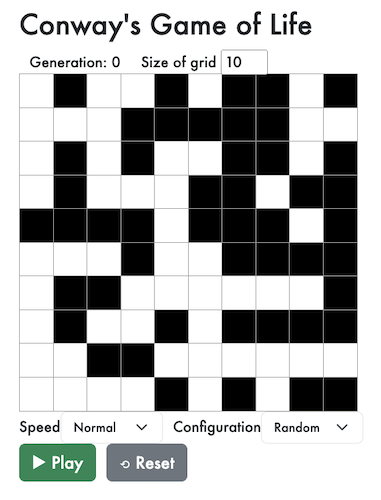 Conway's Game of Life
Generation: 0 Size of grid 10
Speed Normal Configuration Random
Play Reset